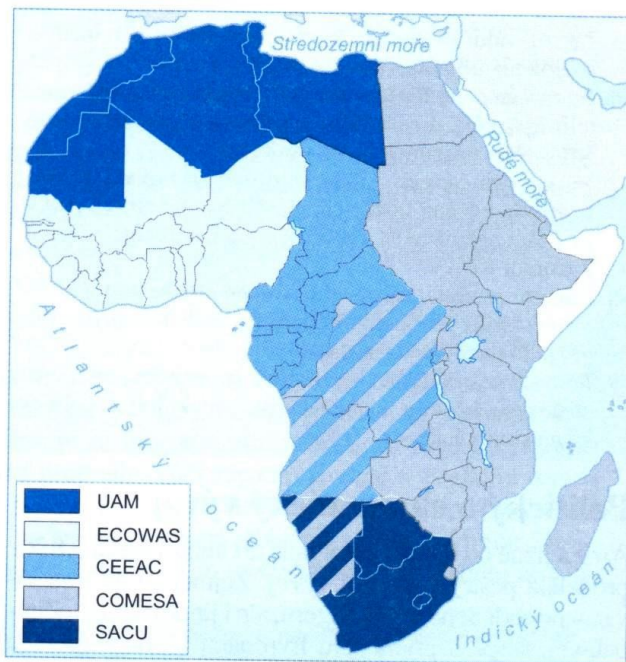 Středozemní moře
Rudé moře
Atlantský oceán
Indický oceán
UAM
ECOWAS
CEEAC
COMESA
SACU